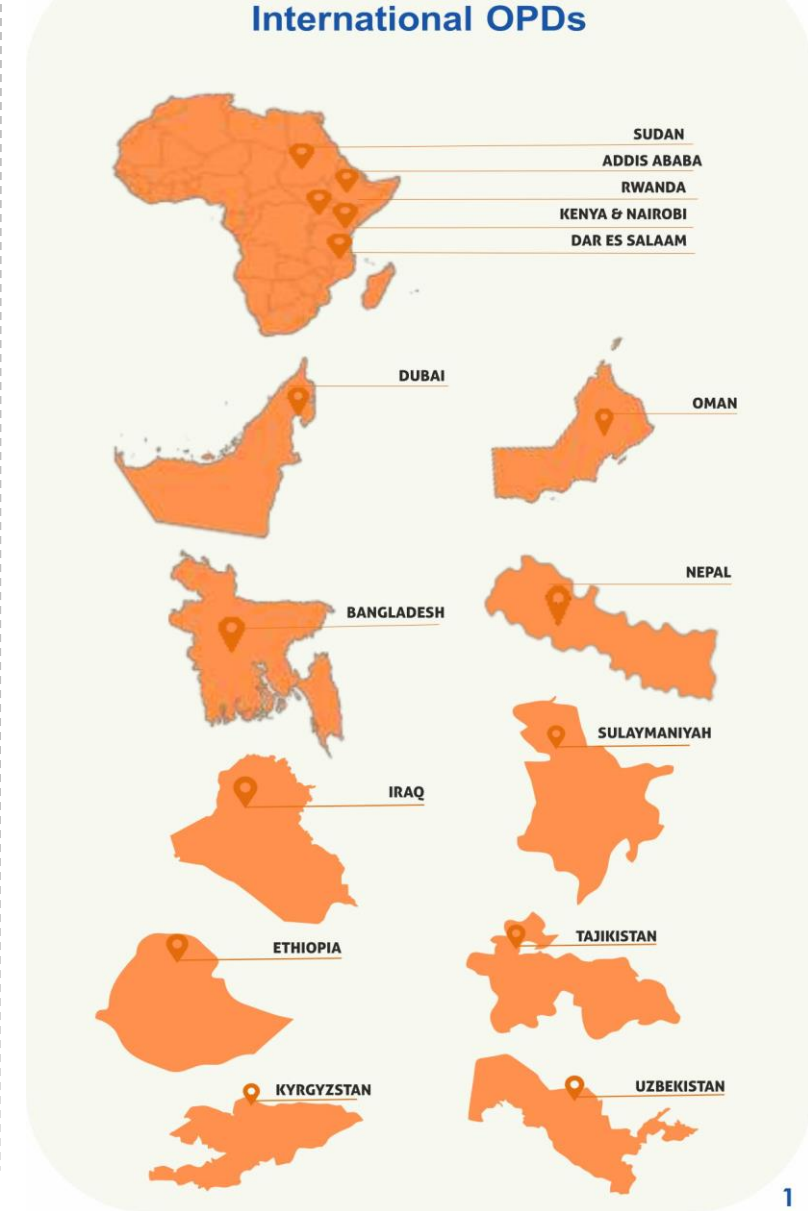 International OPDs
SUDAN
ADDIS ABABA
RWANDA
KENYA & NAIROBI
DAR ES SALAAM
DUBAI
OMAN
NEPAL
BANGLADESH
SULAYMANIYAH
IRAQ
ETHIOPIA
TAJIKISTAN
KYRGYZSTAN
UZBEKISTAN
1